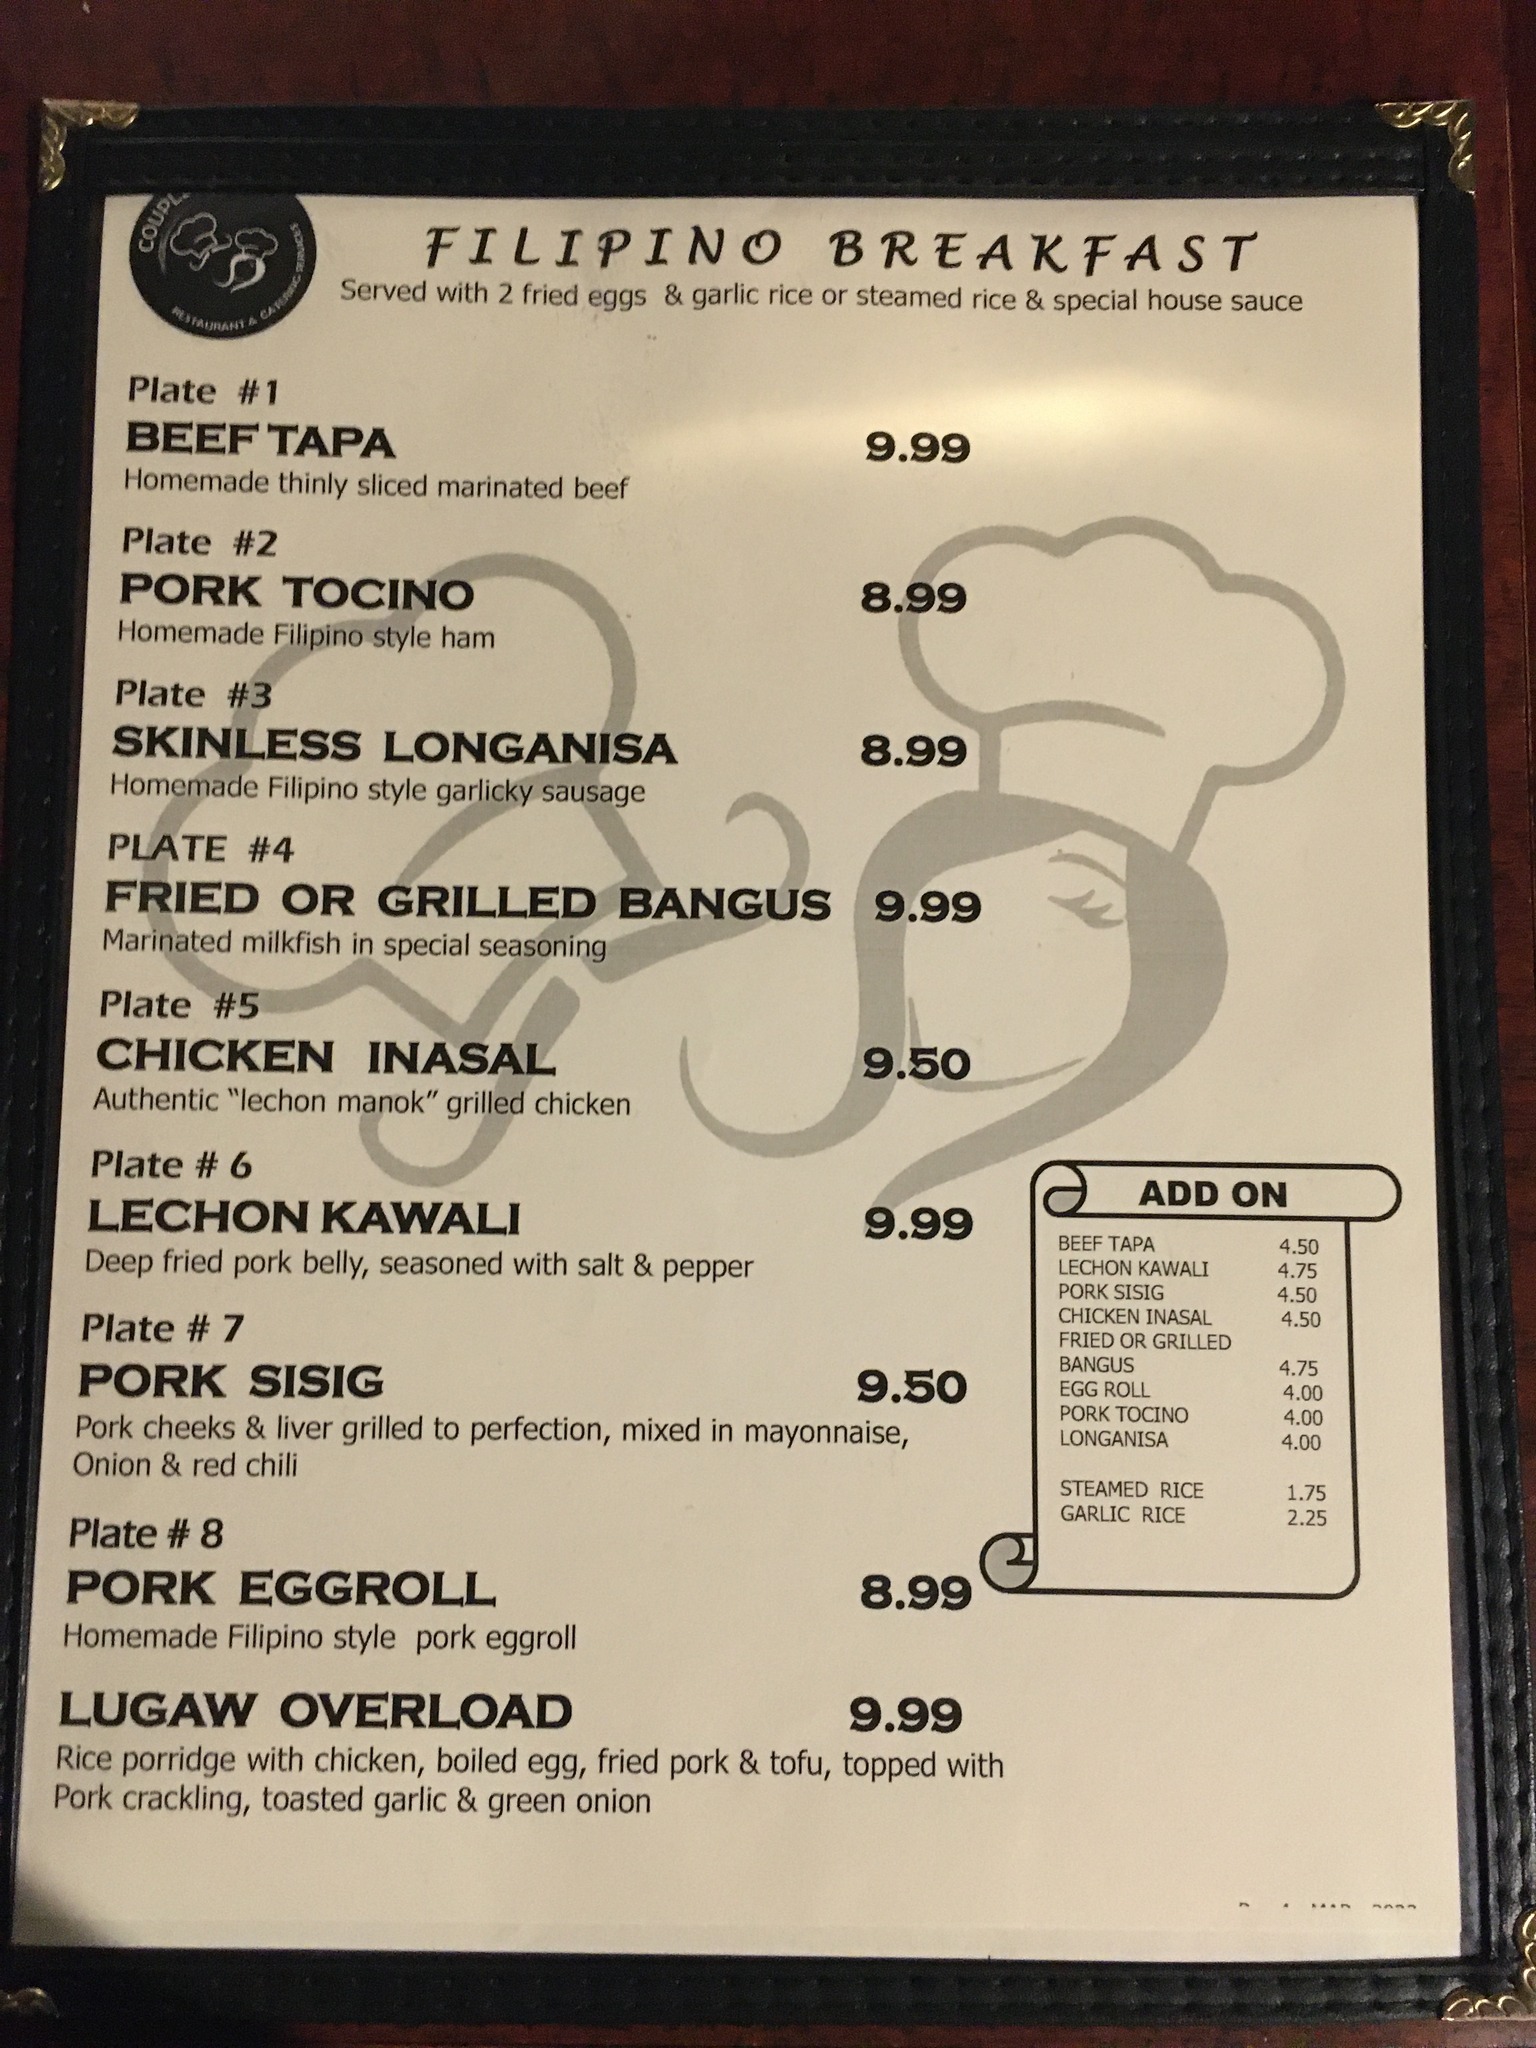 COUPLE
RESTAURANT & CATERING SERVICES
FILIPINO BREAKFAST
Served with 2 fried eggs & garlic rice or steamed rice & special house sauce
Plate #1
BEEF TAPA 9.99
Homemade thinly sliced marinated beef
Plate #2
PORK TOCINO 8.99
Homemade Filipino style ham
Plate #3
SKINLESS LONGANISA 8.99
Homemade Filipino style garlicky sausage
PLATE #4
FRIED OR GRILLED BANGUS 9.99
Marinated milkfish in special seasoning
Plate #5
CHICKEN INASAL 9.50
Authentic “lechon manok” grilled chicken
Plate # 6
LECHON KAWALI 9.99
Deep fried pork belly, seasoned with salt & pepper
Plate # 7
PORK SISIG 9.50
Pork cheeks & liver grilled to perfection, mixed in mayonnaise,
Onion & red chili
Plate # 8
PORK EGGROLL 8.99
Homemade Filipino style pork eggroll
LUGAW OVERLOAD 9.99
Rice porridge with chicken, boiled egg, fried pork & tofu, topped with
Pork crackling, toasted garlic & green onion
ADD ON
BEEF TAPA 4.50
LECHON KAWALI 4.75
PORK SISIG 4.50
CHICKEN INASAL 4.50
FRIED OR GRILLED
BANGUS 4.75
EGG ROLL 4.00
PORK TOCINO 4.00
LONGANISA 4.00
STEAMED RICE 1.75
GARLIC RICE 2.25